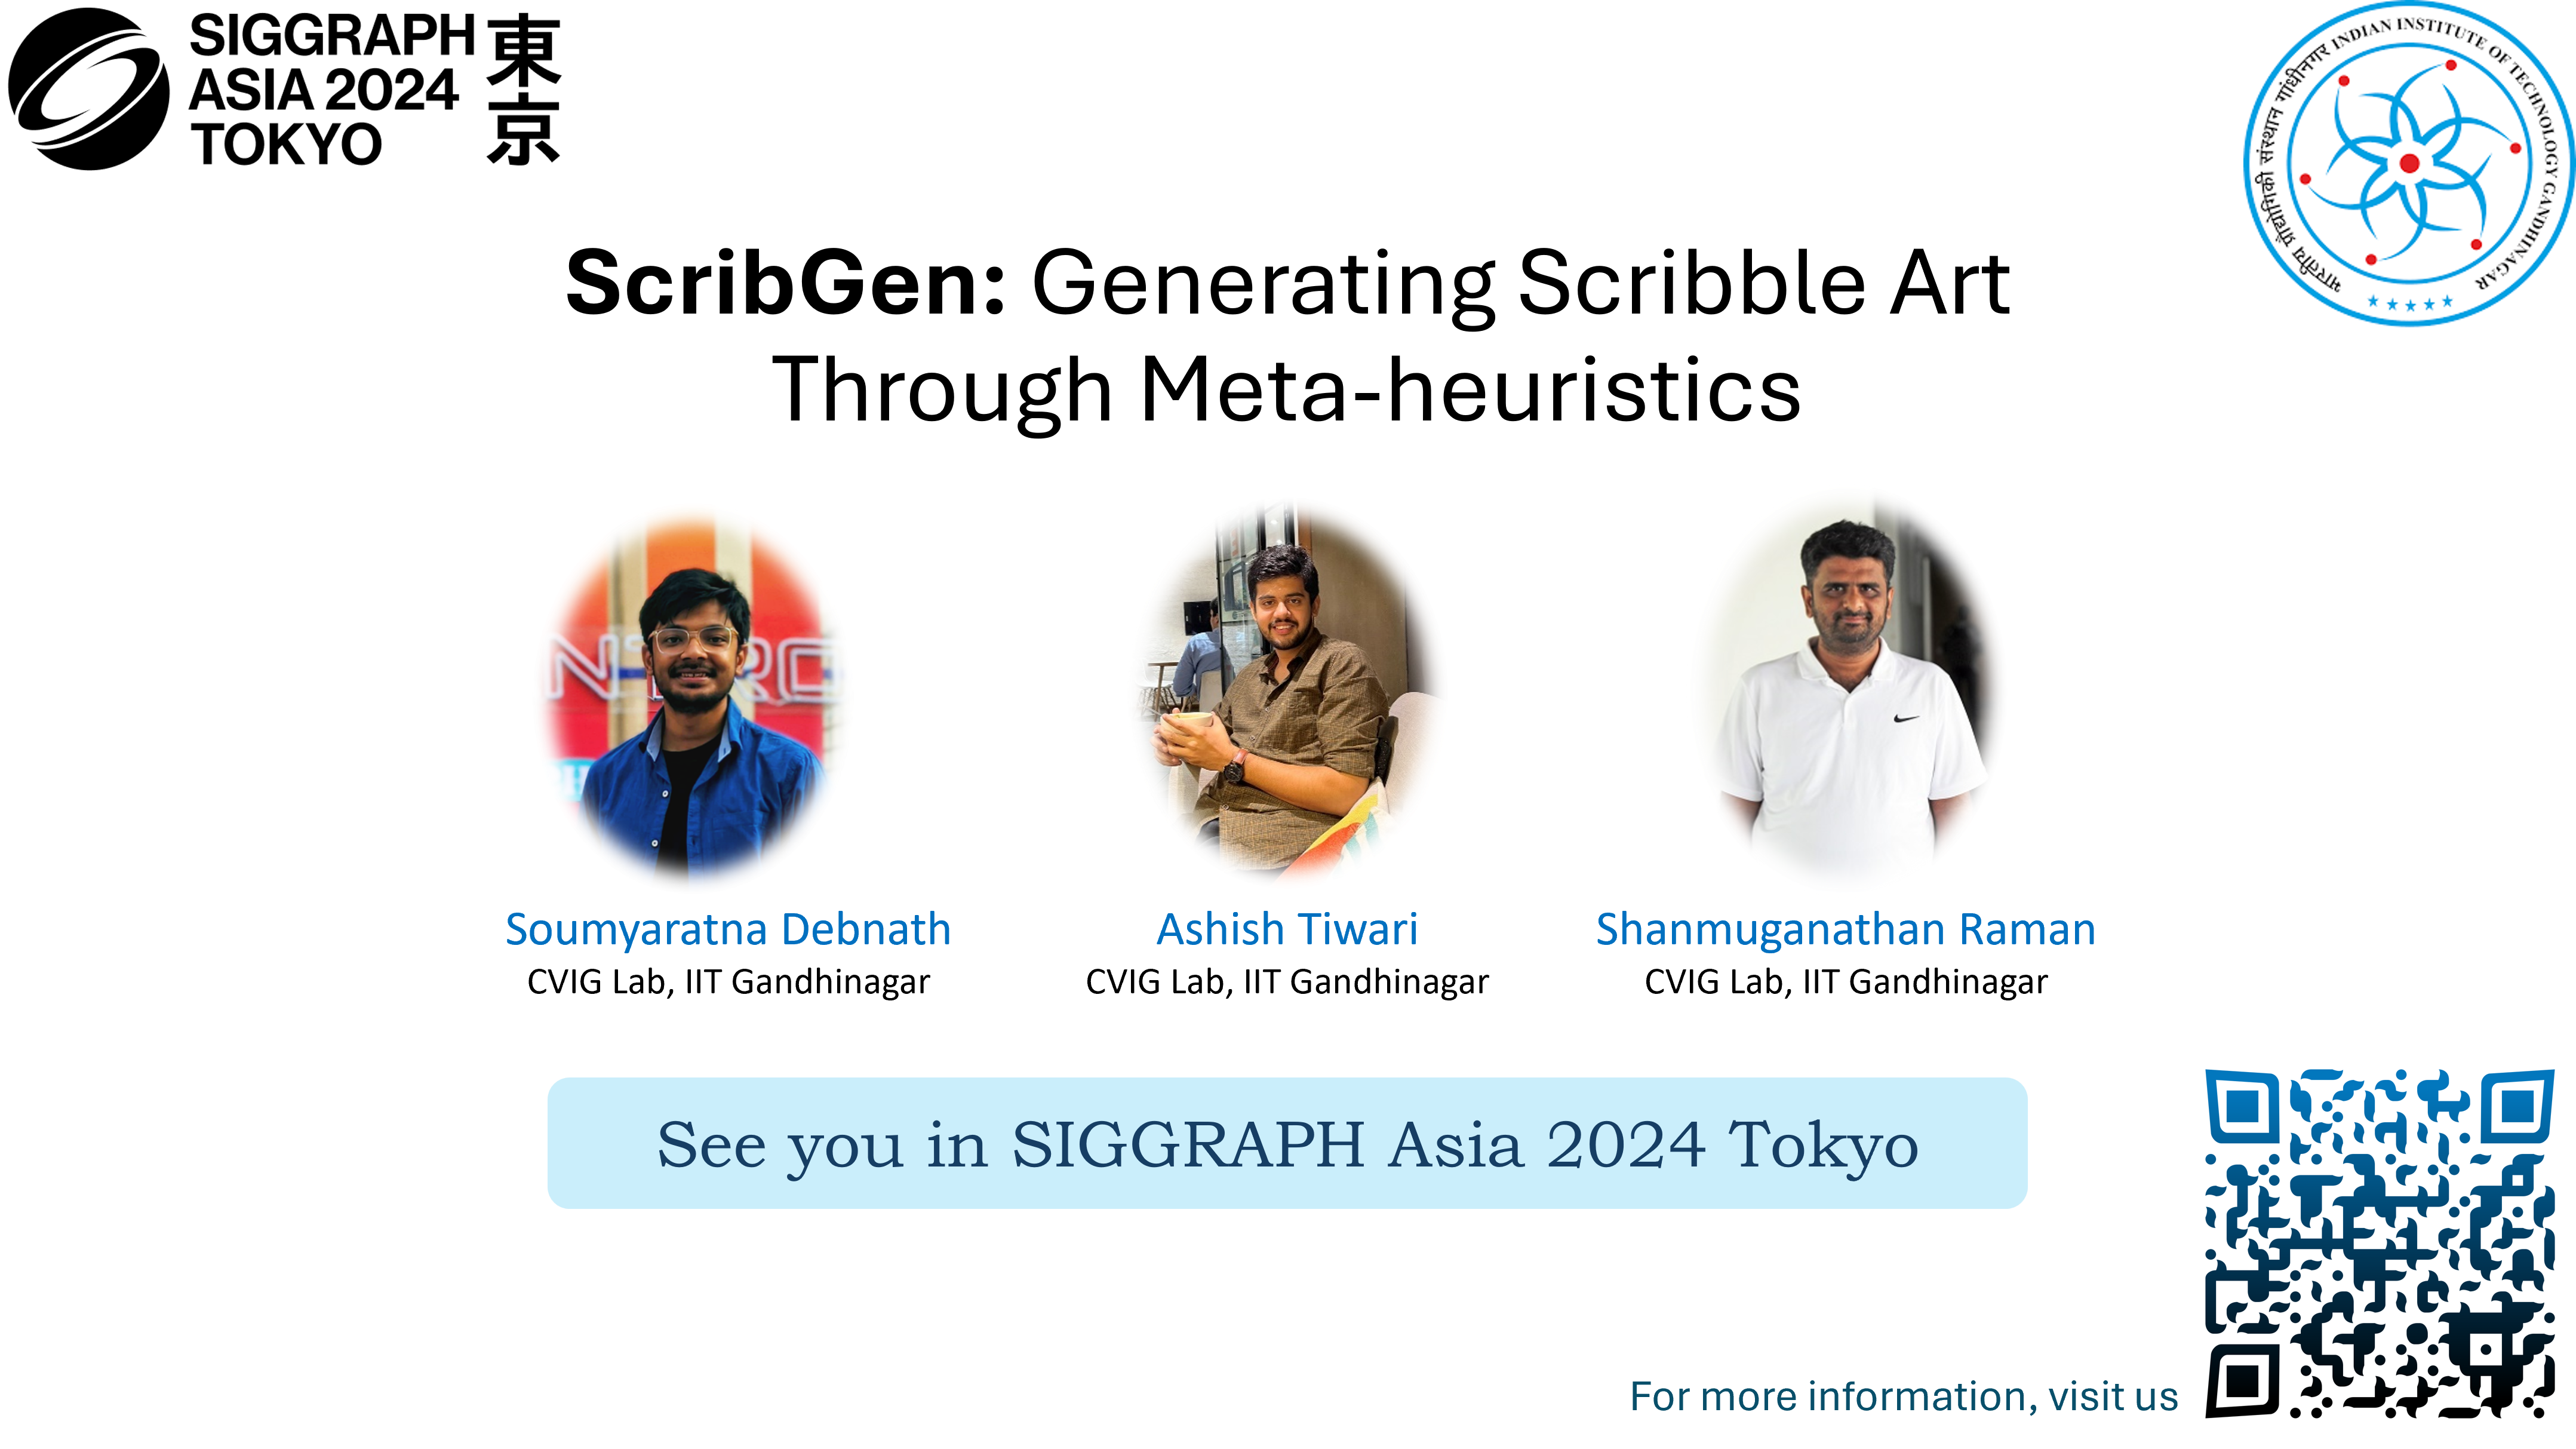 SIGGRAPH
ASIA 2024
TOKYO
東京
भारतीय प्रौद्योगिकी संस्थान गांधीनगर
INDIAN INSTITUTE OF TECHNOLOGY GANDHINAGAR
ScribGen: Generating Scribble Art
Through Meta-heuristics
Soumyaratna Debnath
CVIG Lab, IIT Gandhinagar
Ashish Tiwari
CVIG Lab, IIT Gandhinagar
Shanmuganathan Raman
CVIG Lab, IIT Gandhinagar
See you in SIGGRAPH Asia 2024 Tokyo
For more information, visit us